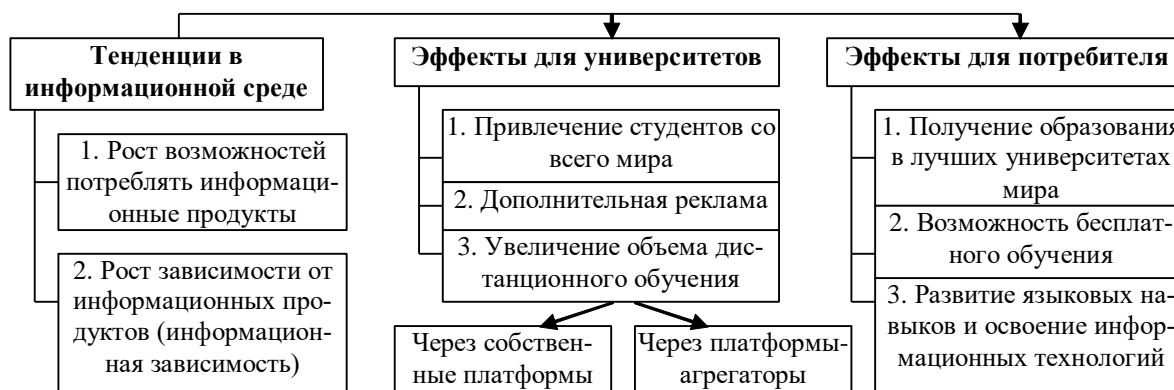 Тенденции в
информационной среде
1. Рост возможностей
потреблять информаци-
онные продукты
2. Рост зависимости от
информационных про-
дуктов (информацион-
ная зависимость)
Эффекты для университетов
1. Привлечение студентов со
всего мира
2. Дополнительная реклама
3. Увеличение объема дис-
танционного обучения
Через собствен-
ные платформы
Через платформы-
агрегаторы
Эффекты для потребителя
1. Получение образования
в лучших университетах
мира
2. Возможность бесплат-
ного обучения
3. Развитие языковых на-
выков и освоение инфор-
мационных технологий